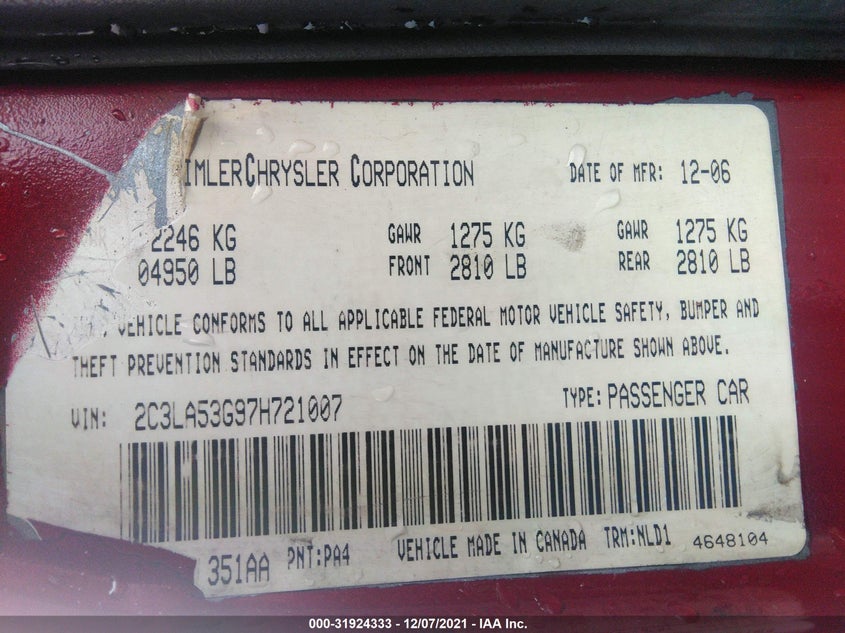 IMLERCHRYSLER CORPORATION DATE OF MFR: 12-06
2246 KG GAWR 1275 KG GAWR 1275 KG
04950 LB FRONT 2810 LB REAR 2810 LB
VEHICLE CONFORMS TO ALL APPLICABLE FEDERAL MOTOR VEHICLE SAFETY, BUMPER AND
THEFT PREVENTION STANDARDS IN EFFECT ON THE DATE OF MANUFACTURE SHOWN ABOVE.
VIN: 2C3LA53G97H721007 TYPE: PASSENGER CAR
351AA PNT:PA4 VEHICLE MADE IN CANADA TRM:NLD1 4648104
000-31924333 - 12/07/2021 - IAA Inc.